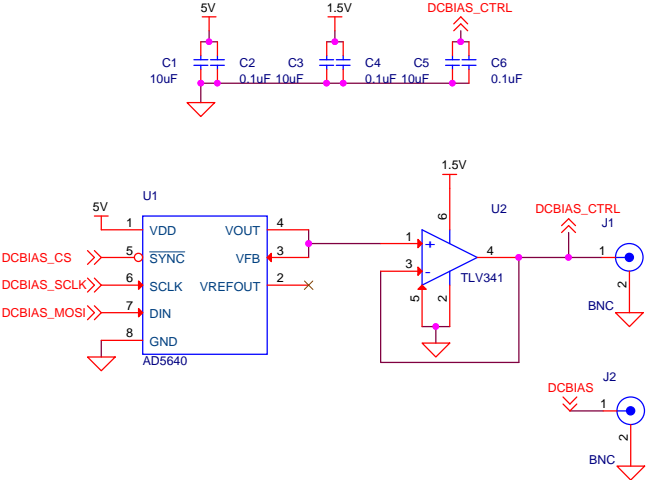 5V 1.5V DCBIAS_CTRL
C1 C2 C3 C4 C5 C6
10uF 0.1uF 10uF 0.1uF 10uF 0.1uF
1.5V
U1 U2 DCBIAS_CTRL
5V 6 J1
1 VDD VOUT 4 1 + 4 1
DCBIAS_CS 5 SYNC VFB 3 3 - TLV341
DCBIAS_SCLK 6 SCLK VREFOUT 2 5 2 2
DCBIAS_MOSI 7 DIN BNC
8 GND
AD5640
DCBIAS J2
1
2
BNC